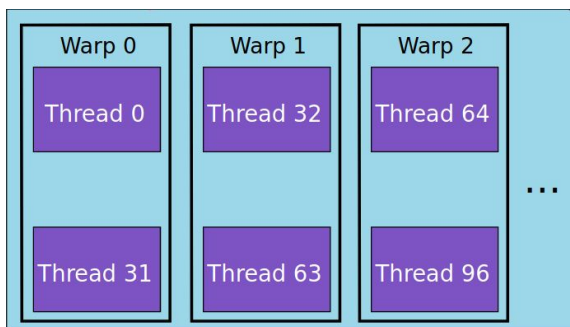 Warp 0
Warp 1
Warp 2
Thread 0
Thread 32
Thread 64
...
Thread 31
Thread 63
Thread 96